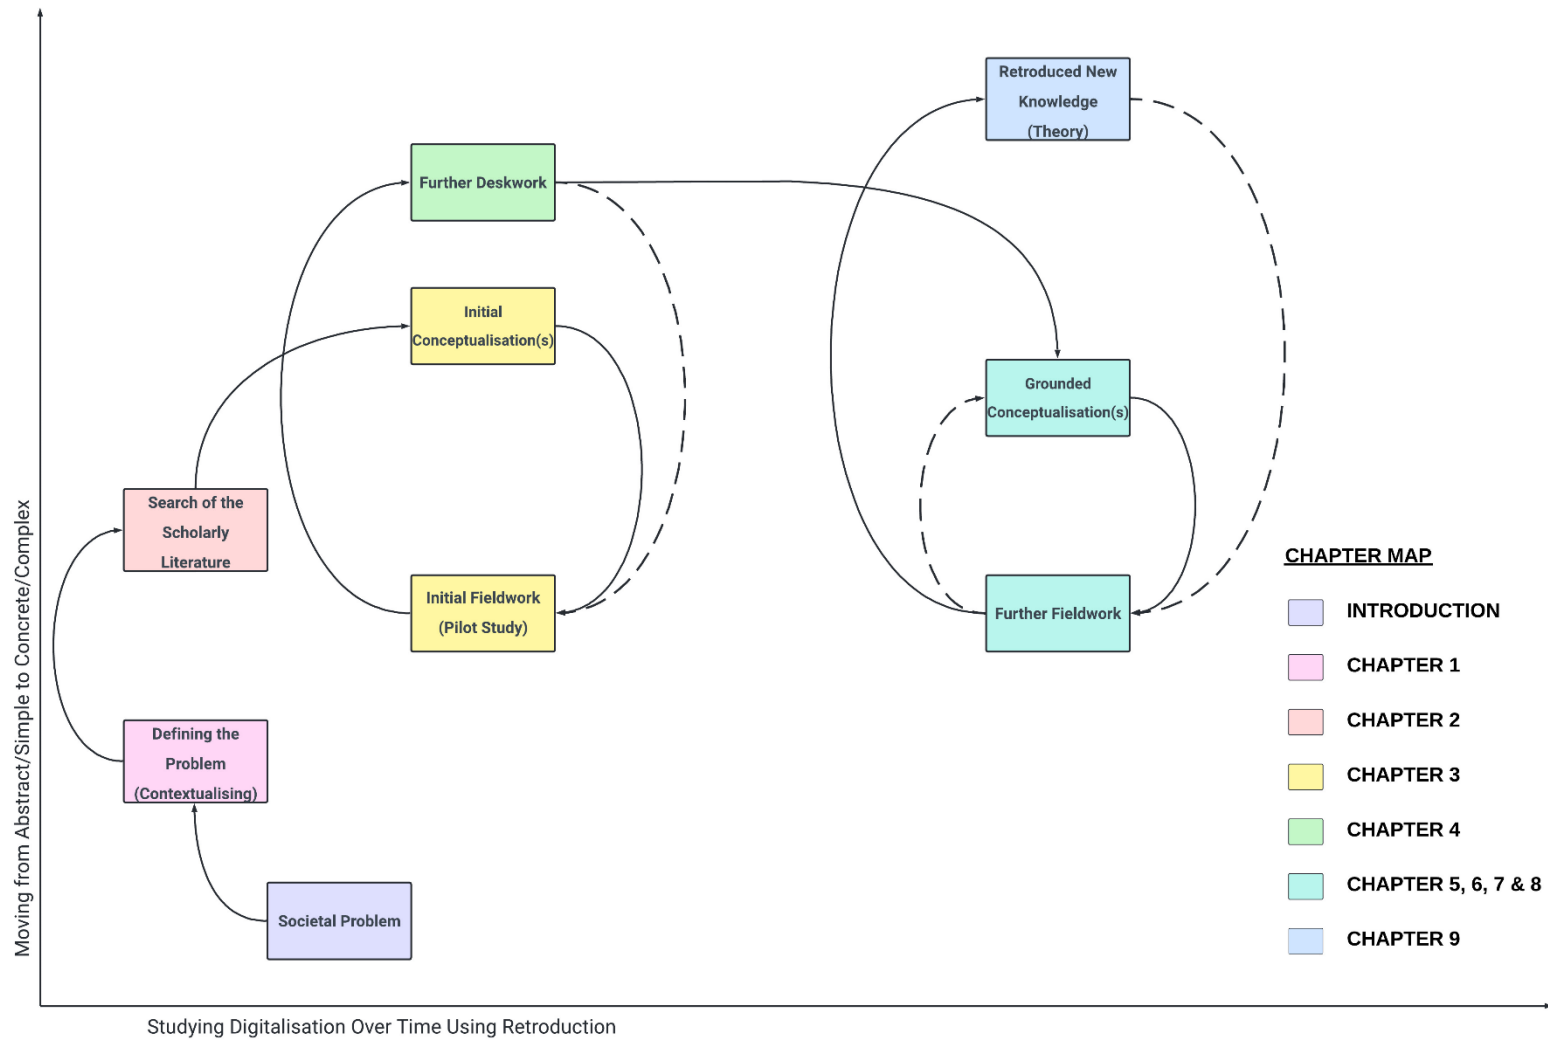 Retroduced New
Knowledge
(Theory)
Further Deskwork
Initial
Conceptualisation(s)
Grounded
Conceptualisation(s)
Search of the
Scholarly
Literature
Initial Fieldwork
(Pilot Study)
Further Fieldwork
Defining the
Problem
(Contextualising)
Societal Problem
Moving from Abstract/Simple to Concrete/Complex
Studying Digitalisation Over Time Using Retroduction
CHAPTER MAP
INTRODUCTION
CHAPTER 1
CHAPTER 2
CHAPTER 3
CHAPTER 4
CHAPTER 5, 6, 7 & 8
CHAPTER 9